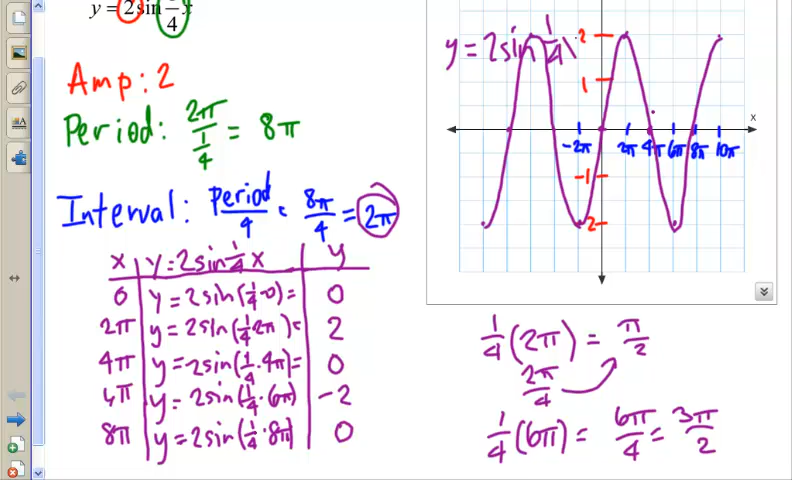 y = 2sin 1/4 x
Amp: 2
Period: 2π/(1/4) = 8π
Interval: Period/4 = 8π/4 = 2π
x | y = 2sin 1/4 x | y
0 | y = 2sin(1/4·0) = | 0
2π | y = 2sin(1/4 2π) = | 2
4π | y = 2sin(1/4·4π) = | 0
6π | y = 2sin(1/4·6π) | -2
8π | y = 2sin(1/4·8π) | 0
y = 2sin 1/4 \
2
1
x
-2π 2π 4π 6π 8π 10π
-1
-2
1/4(2π) = π/2
2π/4
1/4(6π) = 6π/4 = 3π/2